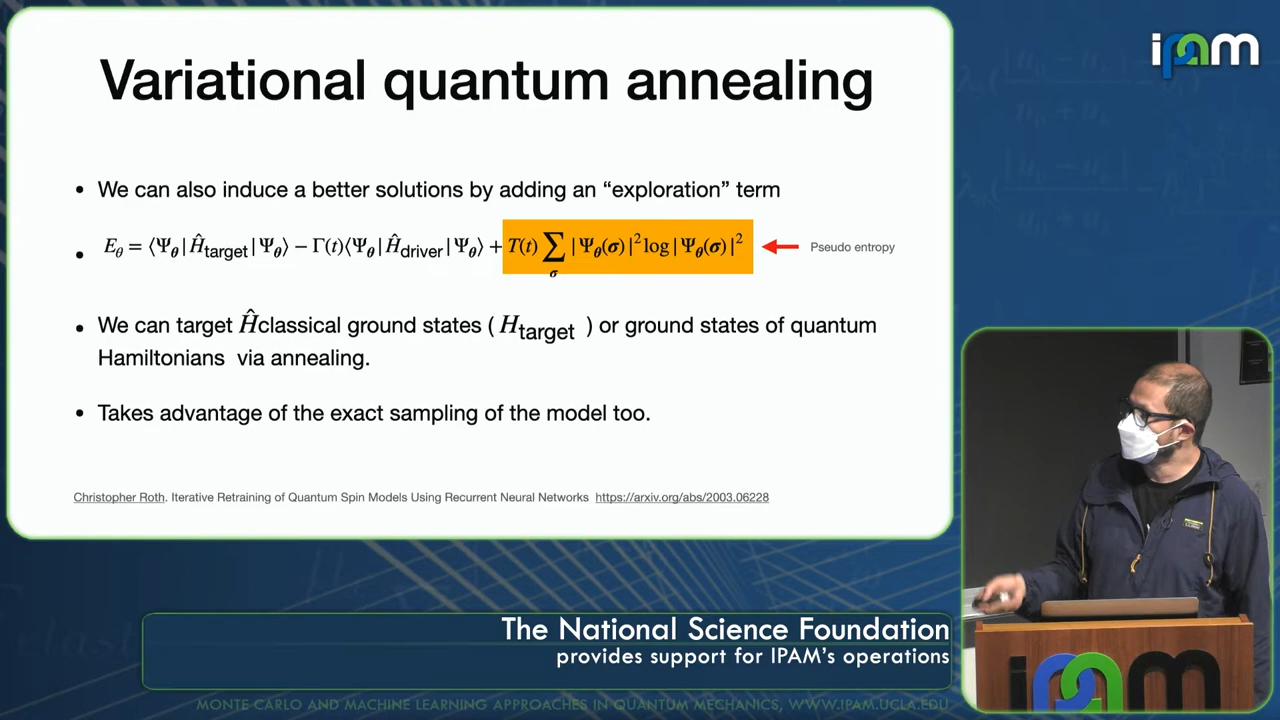 ipam
Variational quantum annealing
• We can also induce a better solutions by adding an “exploration” term
• E_θ = ⟨Ψ_θ|Ĥ_target|Ψ_θ⟩ − Γ(t)⟨Ψ_θ|Ĥ_driver|Ψ_θ⟩ + T(t) ∑_σ |Ψ_θ(σ)|² log|Ψ_θ(σ)|² Pseudo entropy
• We can target Ĥclassical ground states ( H_target ) or ground states of quantum
Hamiltonians via annealing.
• Takes advantage of the exact sampling of the model too.
Christopher Roth. Iterative Retraining of Quantum Spin Models Using Recurrent Neural Networks https://arxiv.org/abs/2003.06228
The National Science Foundation
provides support for IPAM's operations
ipam
MONTE CARLO AND MACHINE LEARNING APPROACHES IN QUANTUM MECHANICS, WWW.IPAM.UCLA.EDU